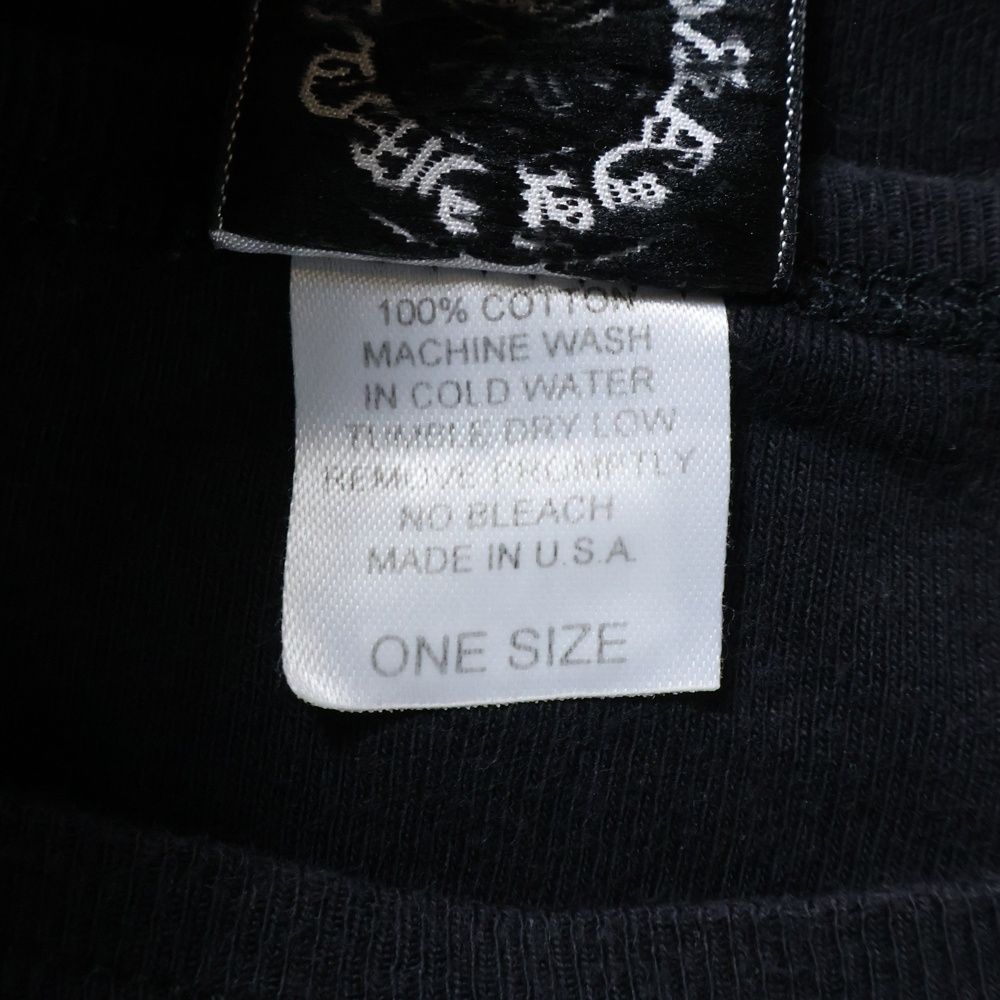 100% COTTON
MACHINE WASH
IN COLD WATER
TUMBLE DRY LOW
REMOVE PROMPTLY
NO BLEACH
MADE IN U.S.A.
ONE SIZE